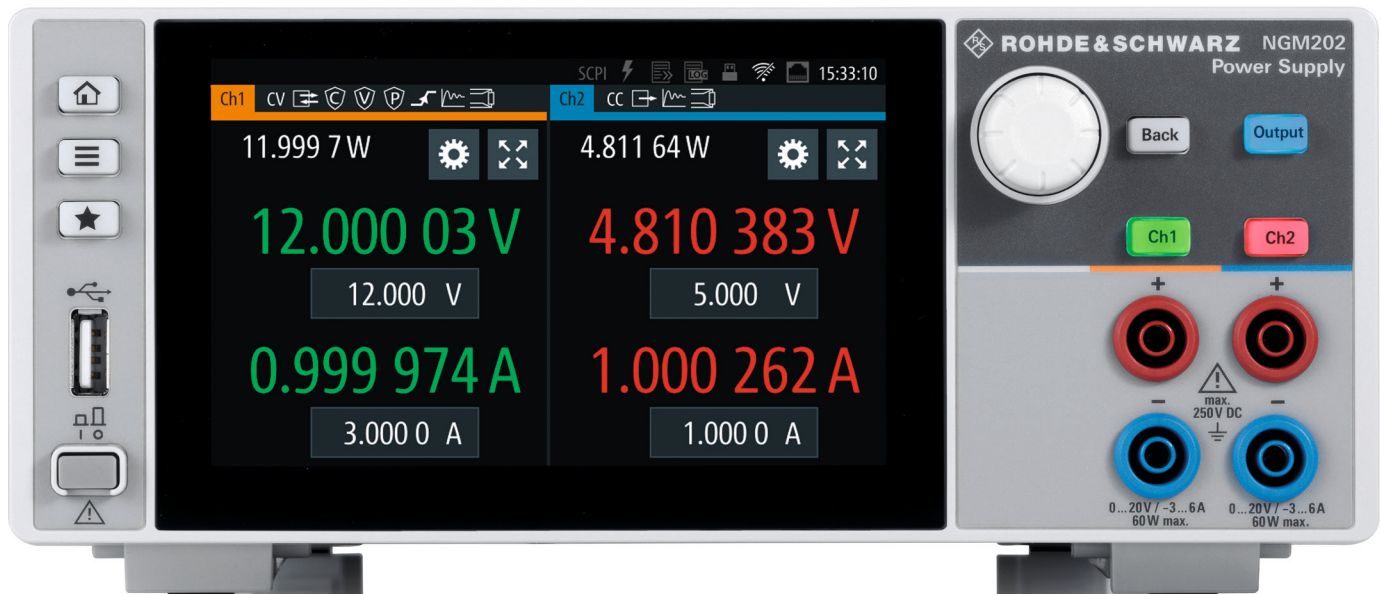 ROHDE & SCHWARZ NGM202
Power Supply
SCPI LOG 15:33:10
Ch1 CV C V P
Ch2 CC
11.999 7 W
4.811 64 W
12.000 03 V
4.810 383 V
12.000 V
5.000 V
0.999 974 A
1.000 262 A
3.000 0 A
1.000 0 A
Back
Output
Ch1
Ch2
+ +
max.
250V DC
- -
0...20V / -3...6A
60W max.
0...20V / -3...6A
60W max.